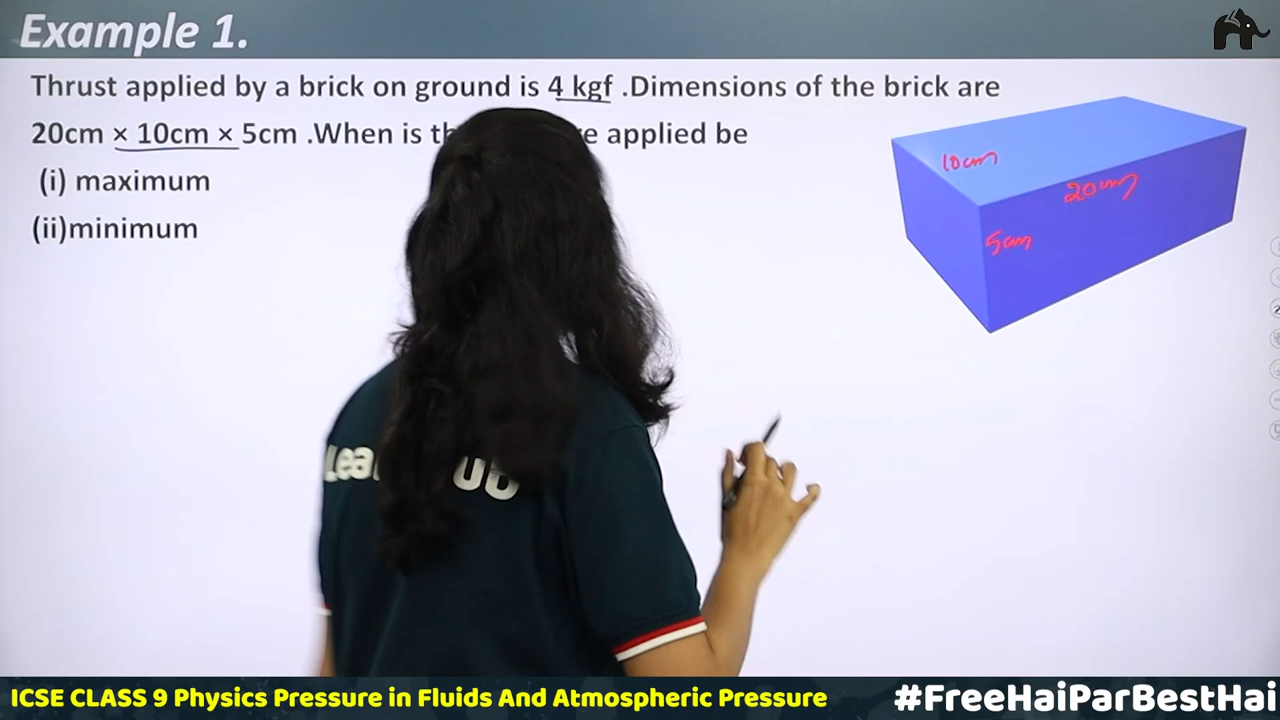 Example 1.
Thrust applied by a brick on ground is 4 kgf .Dimensions of the brick are
20cm × 10cm × 5cm .When is applied be
(i) maximum
(ii)minimum
10cm
20cm
5cm
ICSE CLASS 9 Physics Pressure in Fluids And Atmospheric Pressure
#FreeHaiParBestHai